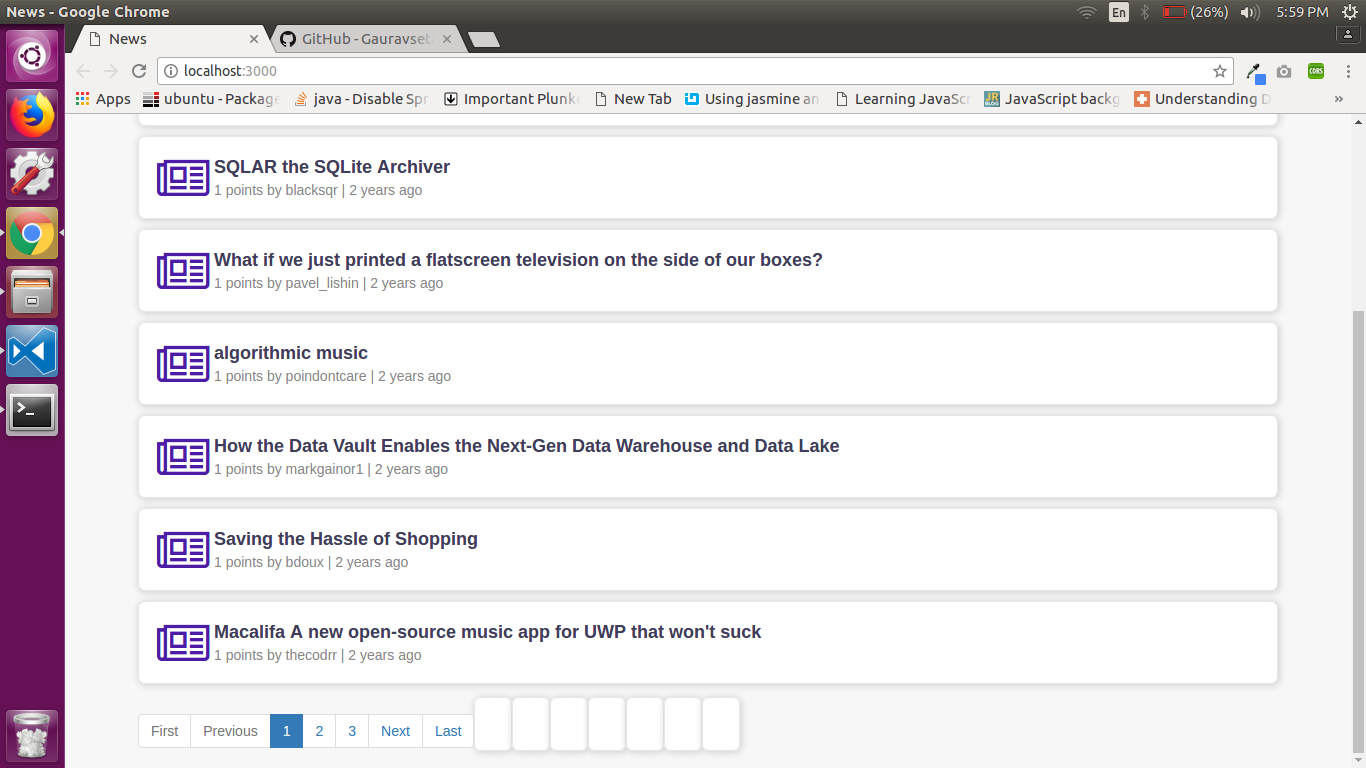 News - Google Chrome
En
(26%)
5:59 PM
News
GitHub - Gauravset
localhost:3000
CORS
Apps
ubuntu - Package
java - Disable Spr
Important Plunk
New Tab
Using jasmine an
Learning JavaScr
JavaScript backg
Understanding D
»
SQLAR the SQLite Archiver
1 points by blacksqr | 2 years ago
What if we just printed a flatscreen television on the side of our boxes?
1 points by pavel_lishin | 2 years ago
algorithmic music
1 points by poindontcare | 2 years ago
How the Data Vault Enables the Next-Gen Data Warehouse and Data Lake
1 points by markgainor1 | 2 years ago
Saving the Hassle of Shopping
1 points by bdoux | 2 years ago
Macalifa A new open-source music app for UWP that won't suck
1 points by thecodrr | 2 years ago
First Previous 1 2 3 Next Last